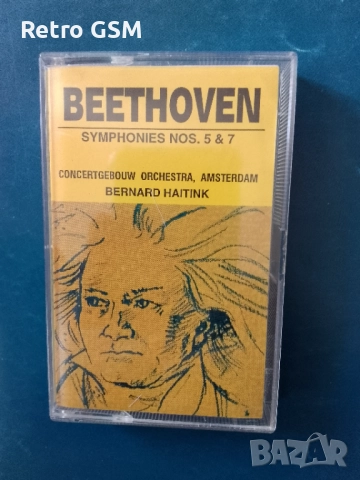 Retro GSM
BEETHOVEN
SYMPHONIES NOS. 5 & 7
CONCERTGEBOUW ORCHESTRA, AMSTERDAM
BERNARD HAITINK
BAZAR